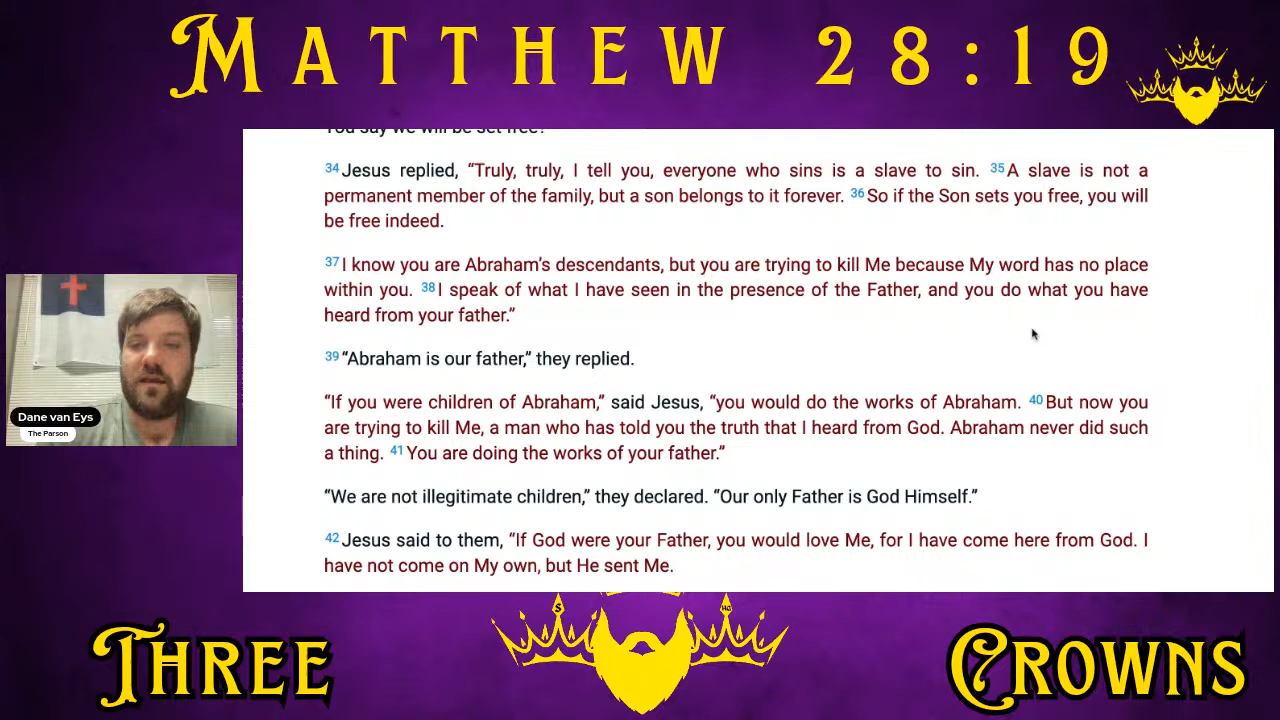 MATTHEW 28:19
You say we will be set free?
34 Jesus replied, “Truly, truly, I tell you, everyone who sins is a slave to sin. 35 A slave is not a
permanent member of the family, but a son belongs to it forever. 36 So if the Son sets you free, you will
be free indeed.
37 I know you are Abraham’s descendants, but you are trying to kill Me because My word has no place
within you. 38 I speak of what I have seen in the presence of the Father, and you do what you have
heard from your father.”
39 “Abraham is our father,” they replied.
“If you were children of Abraham,” said Jesus, “you would do the works of Abraham. 40 But now you
are trying to kill Me, a man who has told you the truth that I heard from God. Abraham never did such
a thing. 41 You are doing the works of your father.”
“We are not illegitimate children,” they declared. “Our only Father is God Himself.”
42 Jesus said to them, “If God were your Father, you would love Me, for I have come here from God. I
have not come on My own, but He sent Me.
Dane van Eys
The Parson
S
HG
THREE
CROWNS